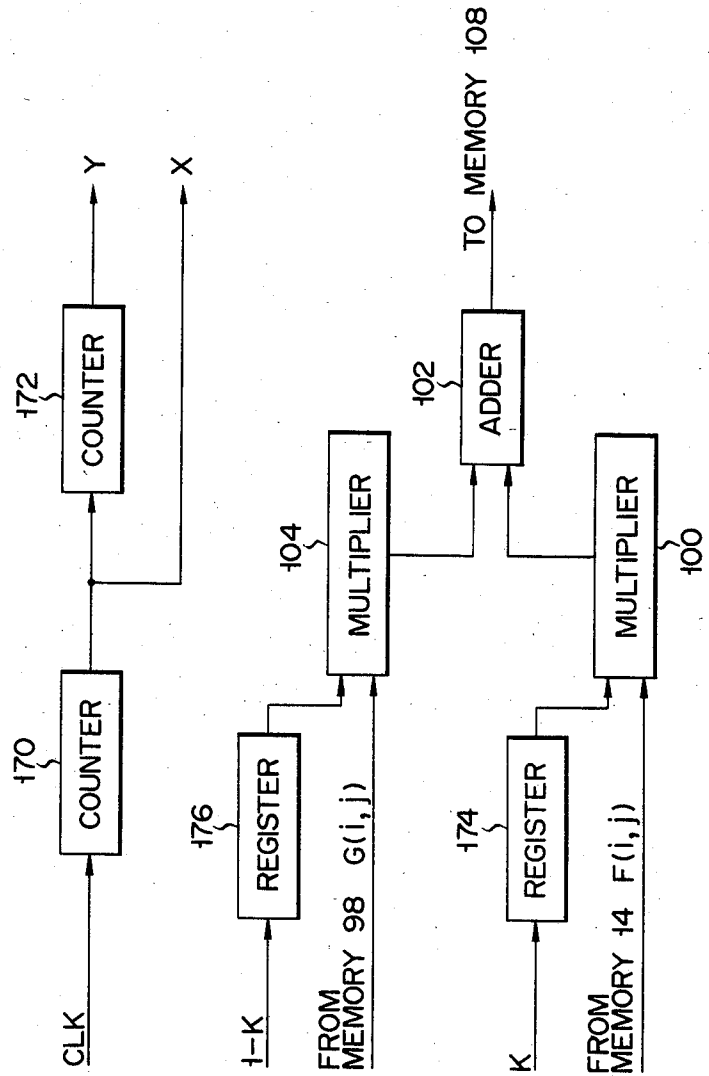 CLK
170
COUNTER
172
COUNTER
Y
X
1-K
176
REGISTER
FROM
MEMORY 98 G(i,j)
104
MULTIPLIER
102
ADDER
TO MEMORY 108
K
174
REGISTER
FROM
MEMORY 14 F(i,j)
MULTIPLIER
100